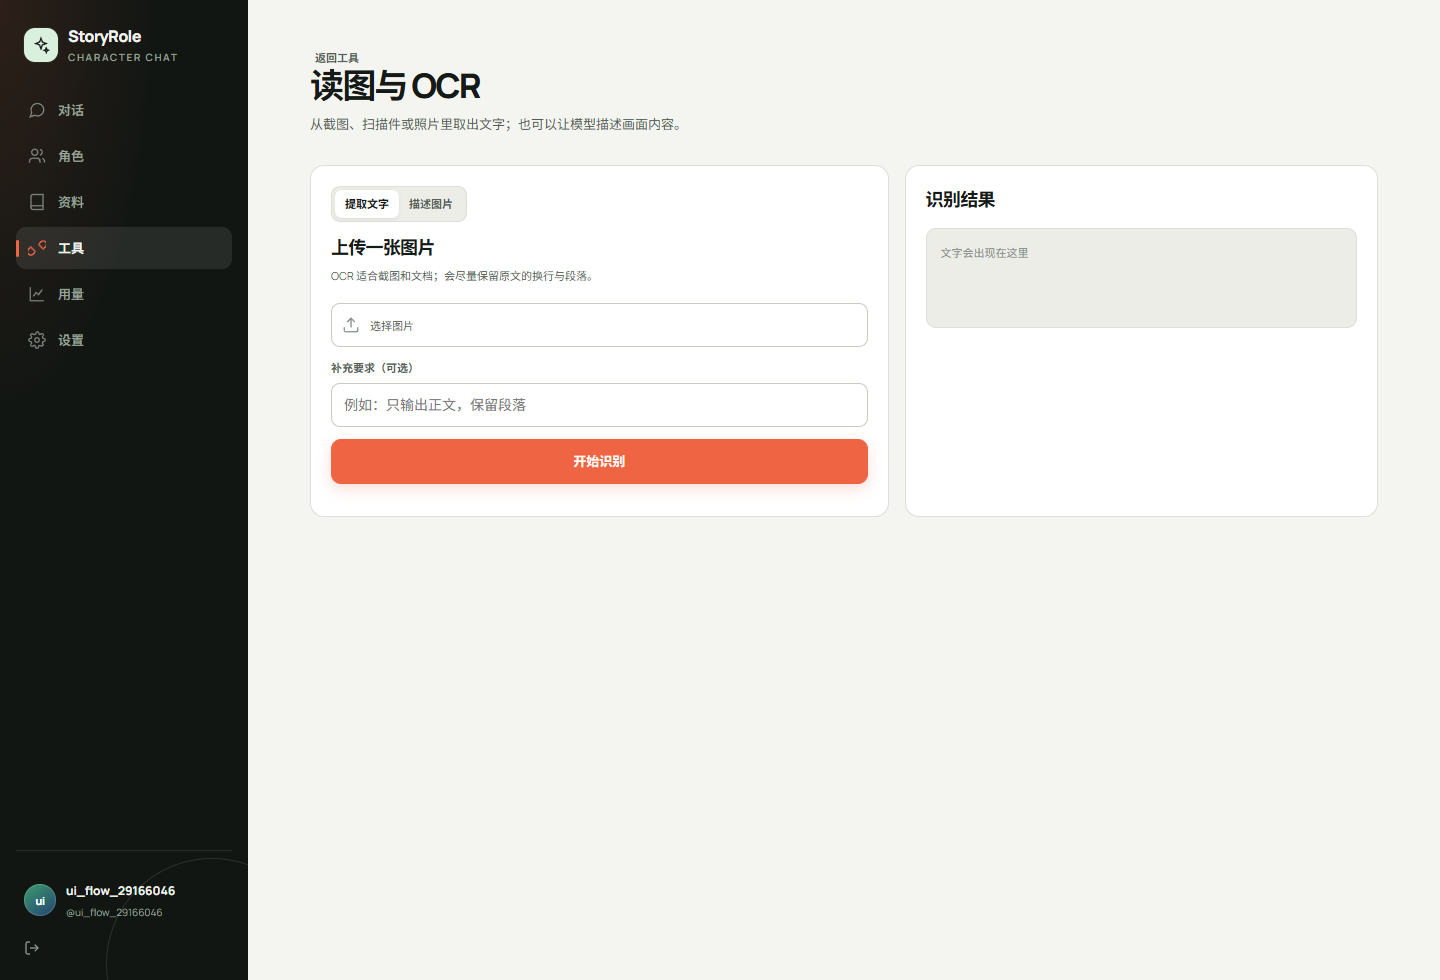 StoryRole
CHARACTER CHAT
对话
角色
资料
工具
用量
设置
ui
ui_flow_29166046
@ui_flow_29166046
返回工具
读图与 OCR
从截图、扫描件或照片里取出文字；也可以让模型描述画面内容。
提取文字
描述图片
上传一张图片
OCR 适合截图和文档；会尽量保留原文的换行与段落。
选择图片
补充要求（可选）
例如：只输出正文，保留段落
开始识别
识别结果
文字会出现在这里